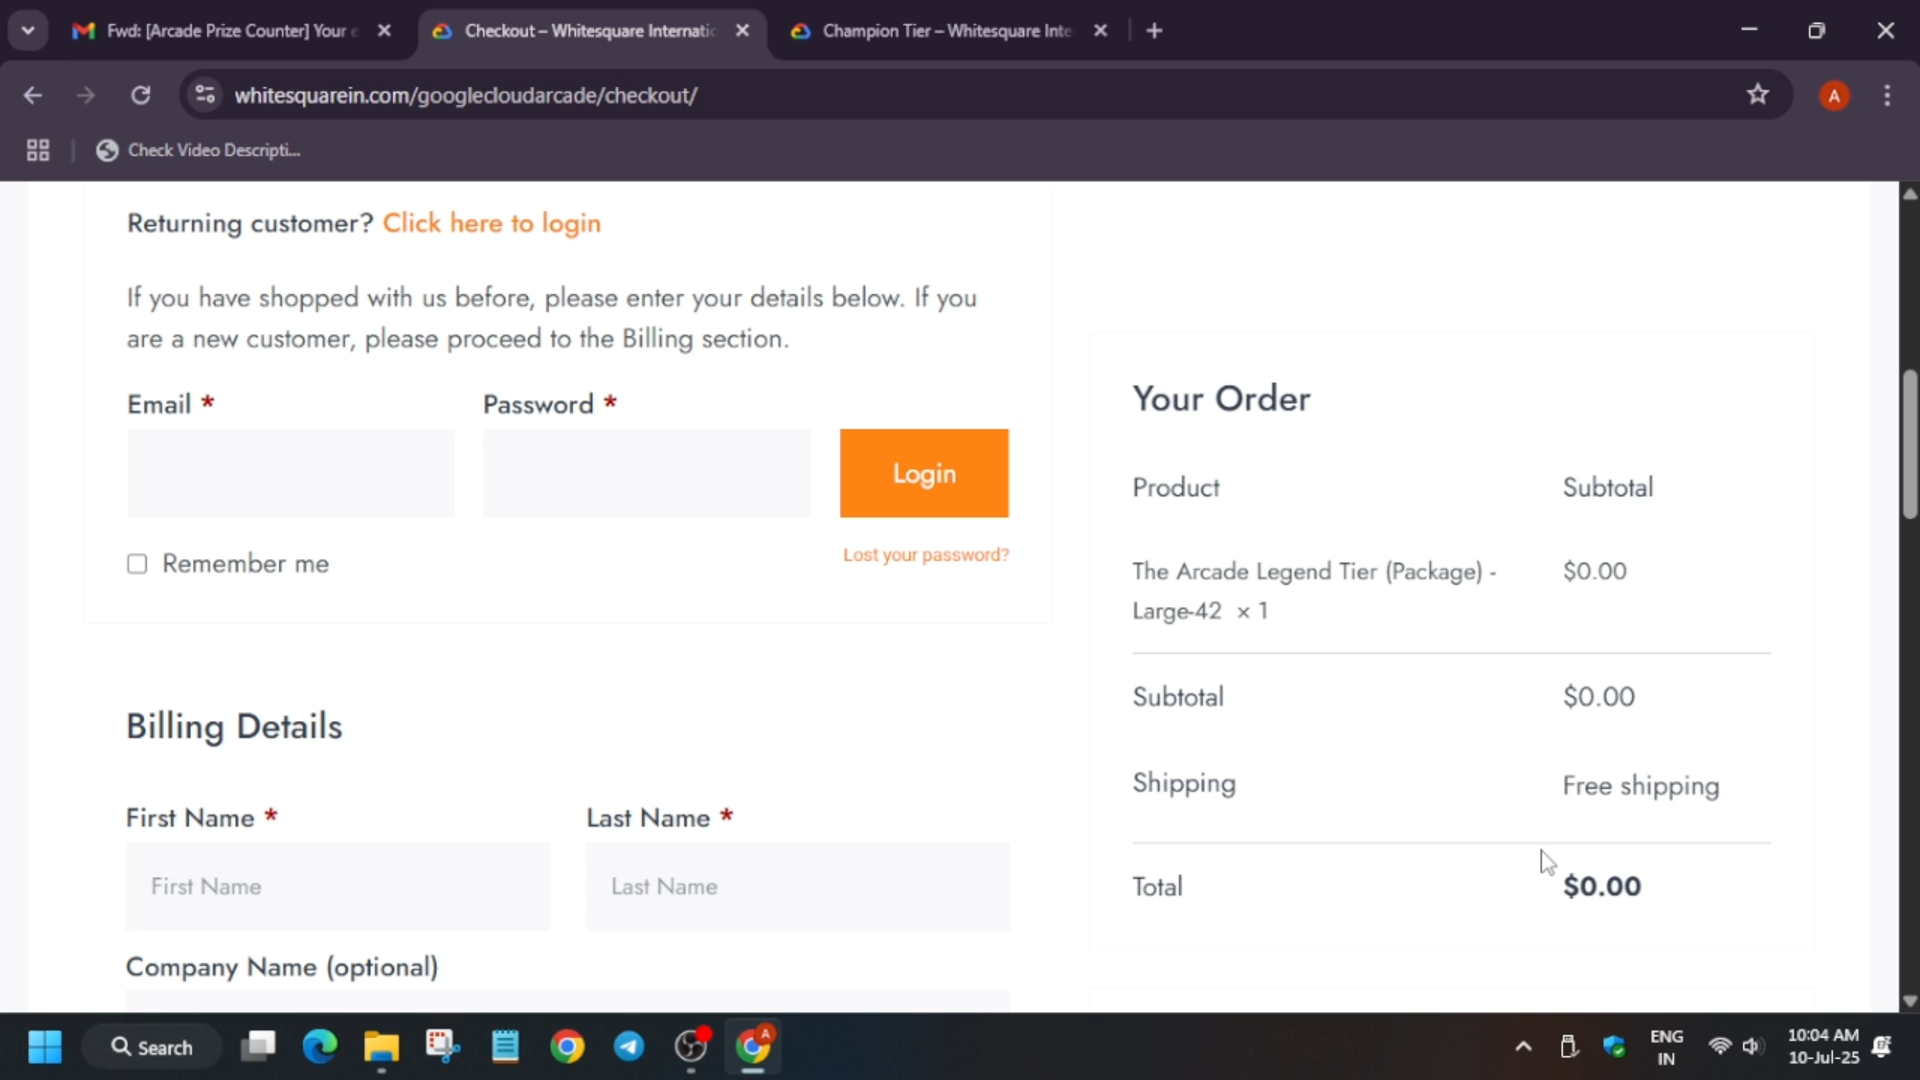 Fwd: [Arcade Prize Counter] Your e
Checkout – Whitesquare Internatic
Champion Tier – Whitesquare Inte
whitesquarein.com/googlecloudarcade/checkout/
A
Check Video Descripti...
Returning customer? Click here to login
If you have shopped with us before, please enter your details below. If you
are a new customer, please proceed to the Billing section.
Email *
Password *
Login
Remember me
Lost your password?
Billing Details
First Name *
Last Name *
First Name
Last Name
Company Name (optional)
Your Order
Product
Subtotal
The Arcade Legend Tier (Package) -
Large-42 × 1
$0.00
Subtotal
$0.00
Shipping
Free shipping
Total
$0.00
Search
A
ENG
IN
10:04 AM
10-Jul-25